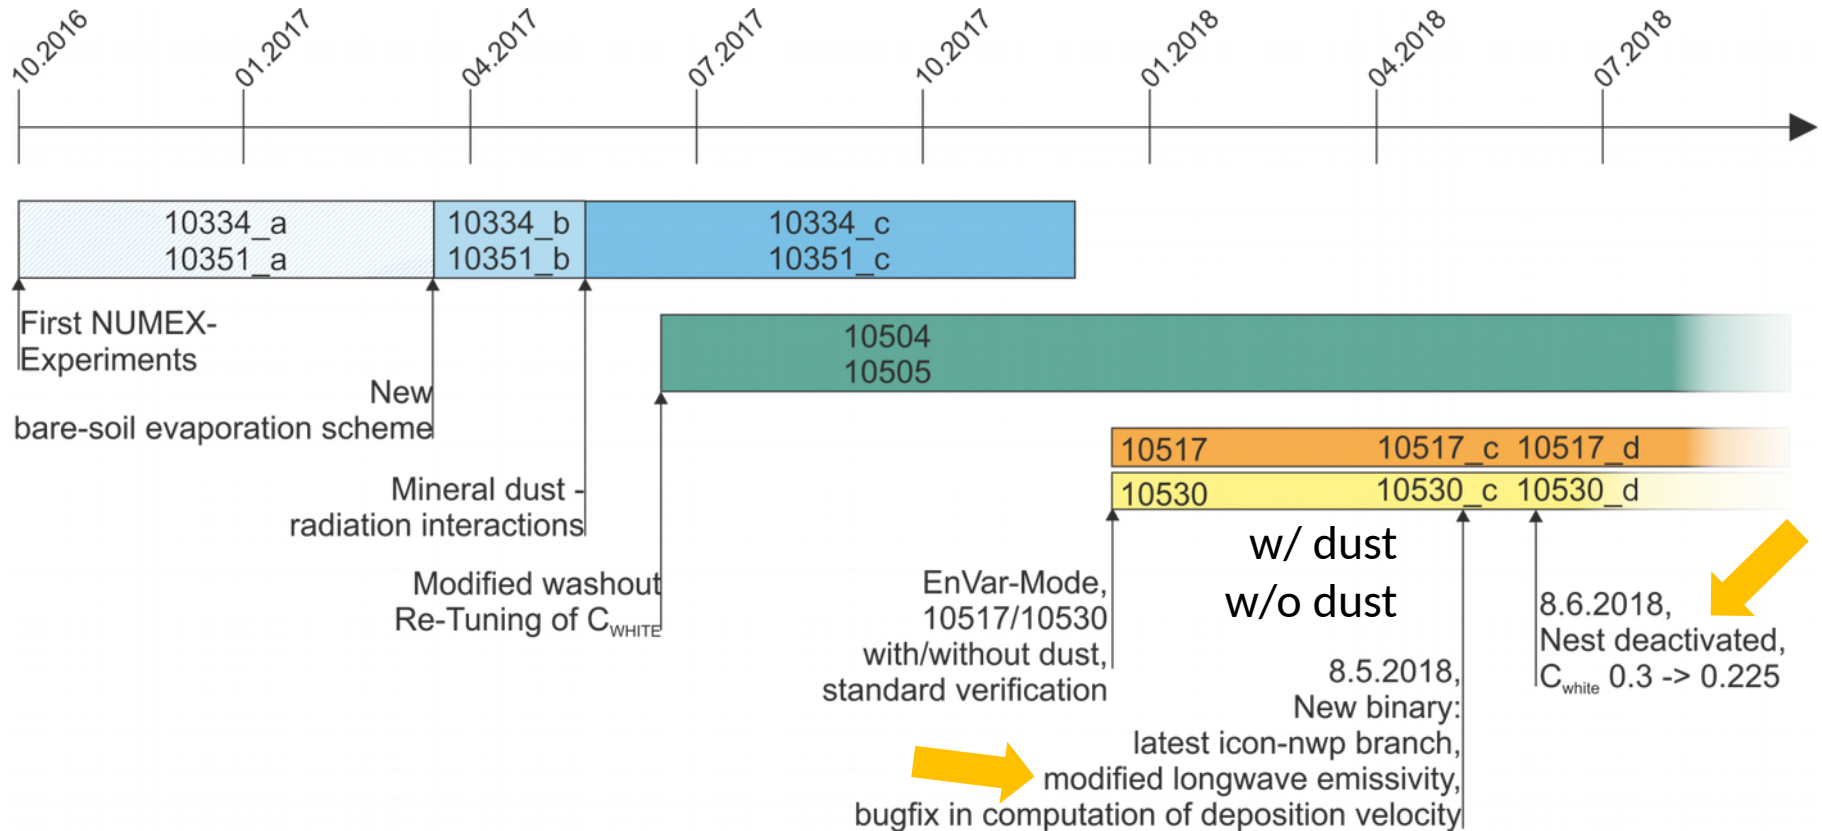 10.2016
01.2017
04.2017
07.2017
10.2017
01.2018
04.2018
07.2018
10334_a
10351_a
10334_b
10351_b
10334_c
10351_c
First NUMEX-
Experiments
10504
10505
New
bare-soil evaporation scheme
10517
10517_c
10517_d
10530
10530_c
10530_d
Mineral dust -
radiation interactions
w/ dust
w/o dust
Modified washout
Re-Tuning of CWHITE
EnVar-Mode,
10517/10530
with/without dust,
standard verification
8.6.2018,
Nest deactivated,
Cwhite 0.3 -> 0.225
8.5.2018,
New binary:
latest icon-nwp branch,
modified longwave emissivity,
bugfix in computation of deposition velocity